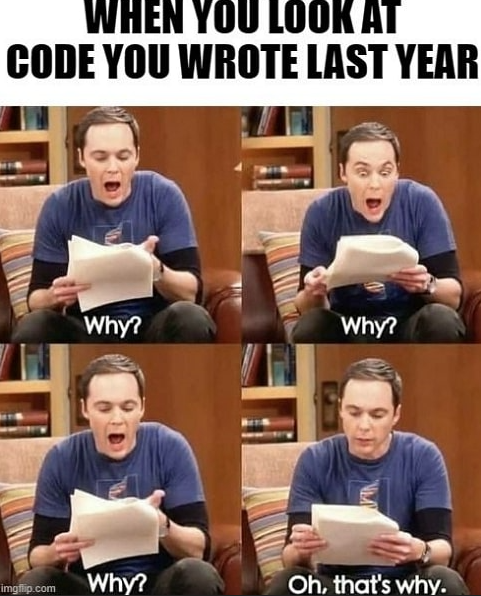 WHEN YOU LOOK AT
CODE YOU WROTE LAST YEAR
Why?
Why?
Why?
Oh, that's why.
imgflip.com